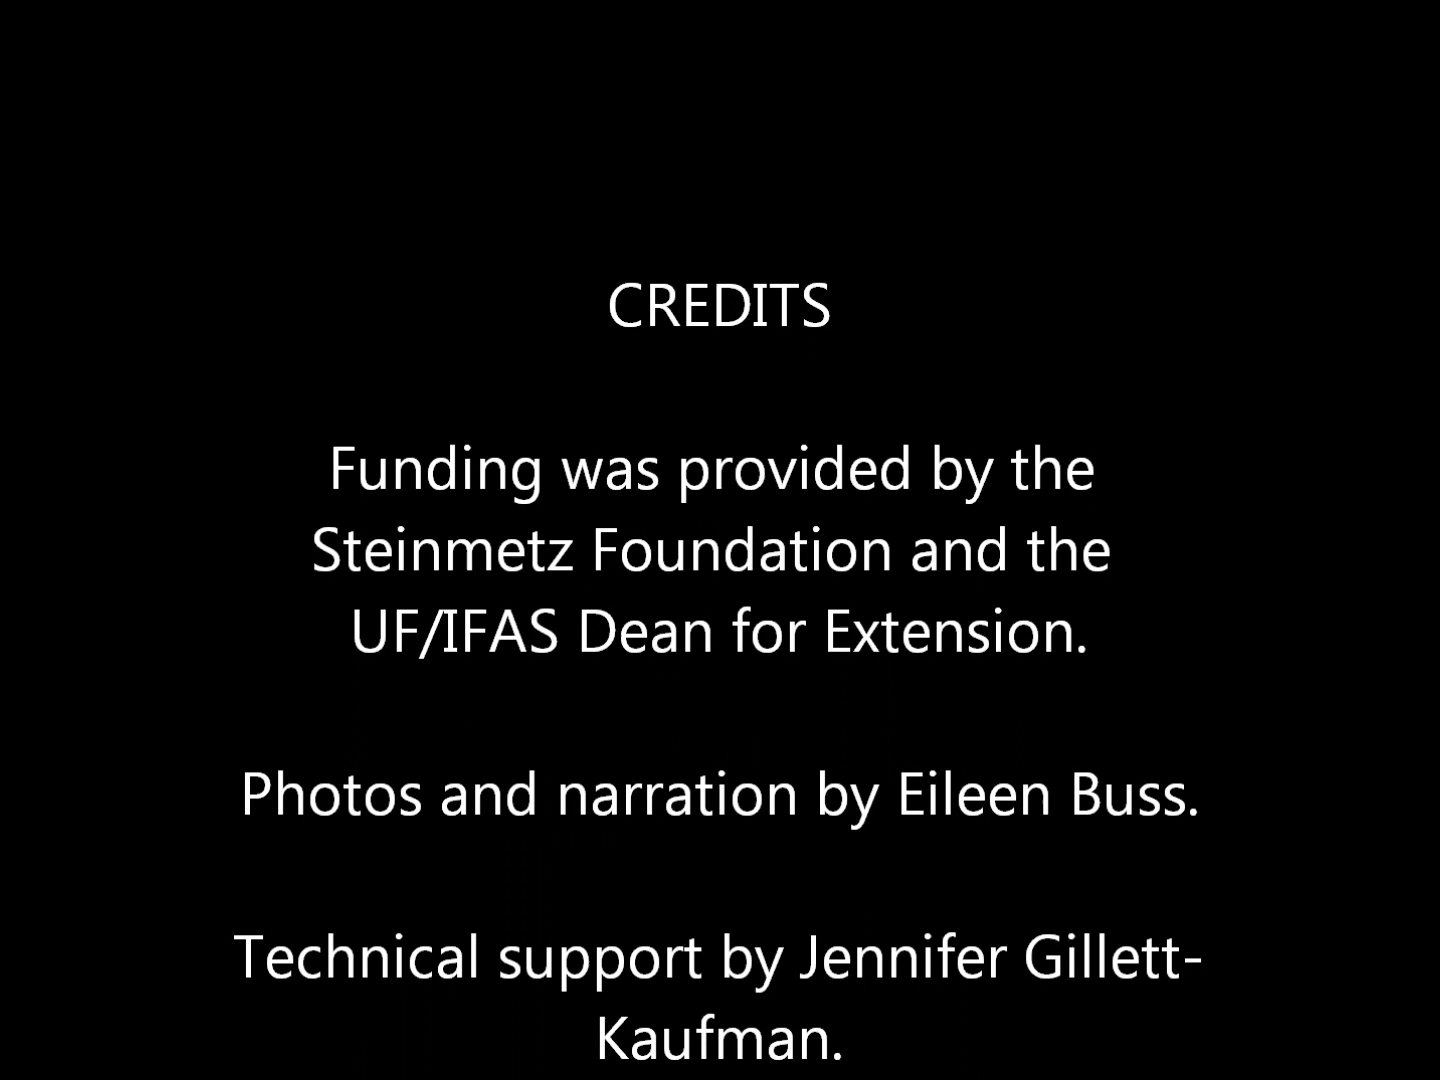 CREDITS
Funding was provided by the
Steinmetz Foundation and the
UF/IFAS Dean for Extension.
Photos and narration by Eileen Buss.
Technical support by Jennifer Gillett-
Kaufman.